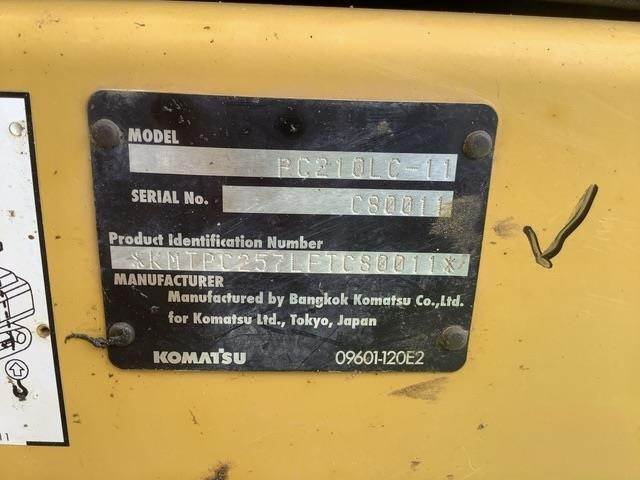 MODEL
PC210LC-11
SERIAL No.
C80011
Product Identification Number
*KMTPC257LFTC80011*
MANUFACTURER
Manufactured by Bangkok Komatsu Co.,Ltd.
for Komatsu Ltd., Tokyo, Japan
KOMATSU
09601-120E2